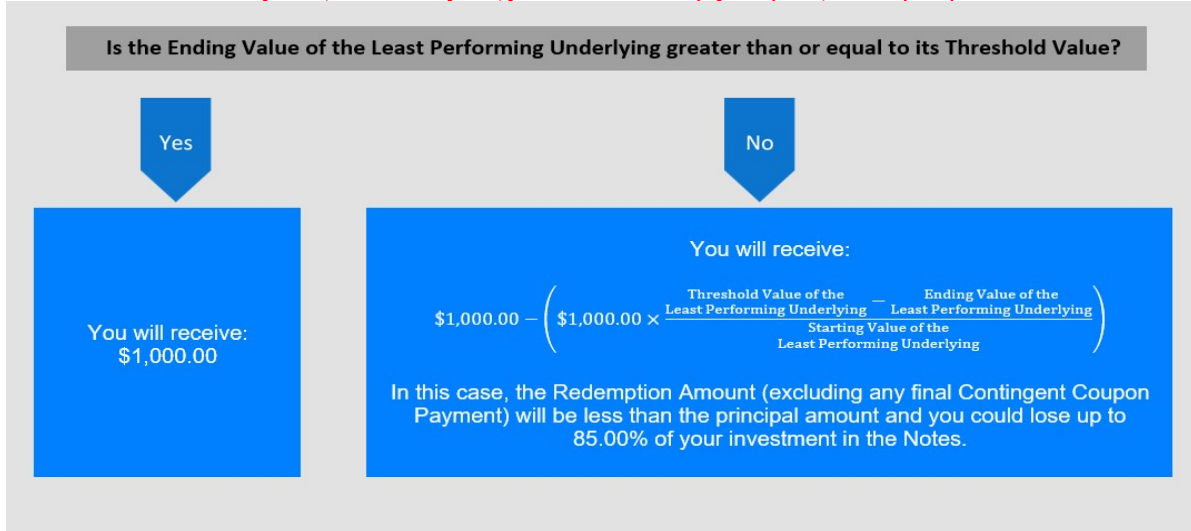 Is the Ending Value of the Least Performing Underlying greater than or equal to its Threshold Value?
Yes
No
You will receive:
$1,000.00
You will receive:
$1,000.00 − ( $1,000.00 × 
Threshold Value of the
Least Performing Underlying
−
Ending Value of the
Least Performing Underlying
Starting Value of the
Least Performing Underlying
)
In this case, the Redemption Amount (excluding any final Contingent Coupon
Payment) will be less than the principal amount and you could lose up to
85.00% of your investment in the Notes.